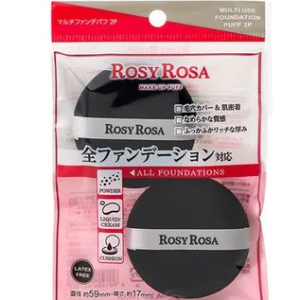 マルチファンデパフ 2P
MULTI USE
FOUNDATION
PUFF 2P
ROSY ROSA
MAKE UP PUFF
毛穴カバー&肌密着
なめらかな質感
ふっかふかリッチな厚み
ROSY ROSA
全ファンデーション対応
ALL FOUNDATIONS
POWDER
LIQUID/
CREAM
CUSHION
ROSY ROSA
LATEX
FREE
直径 約59mm・厚さ 約17mm